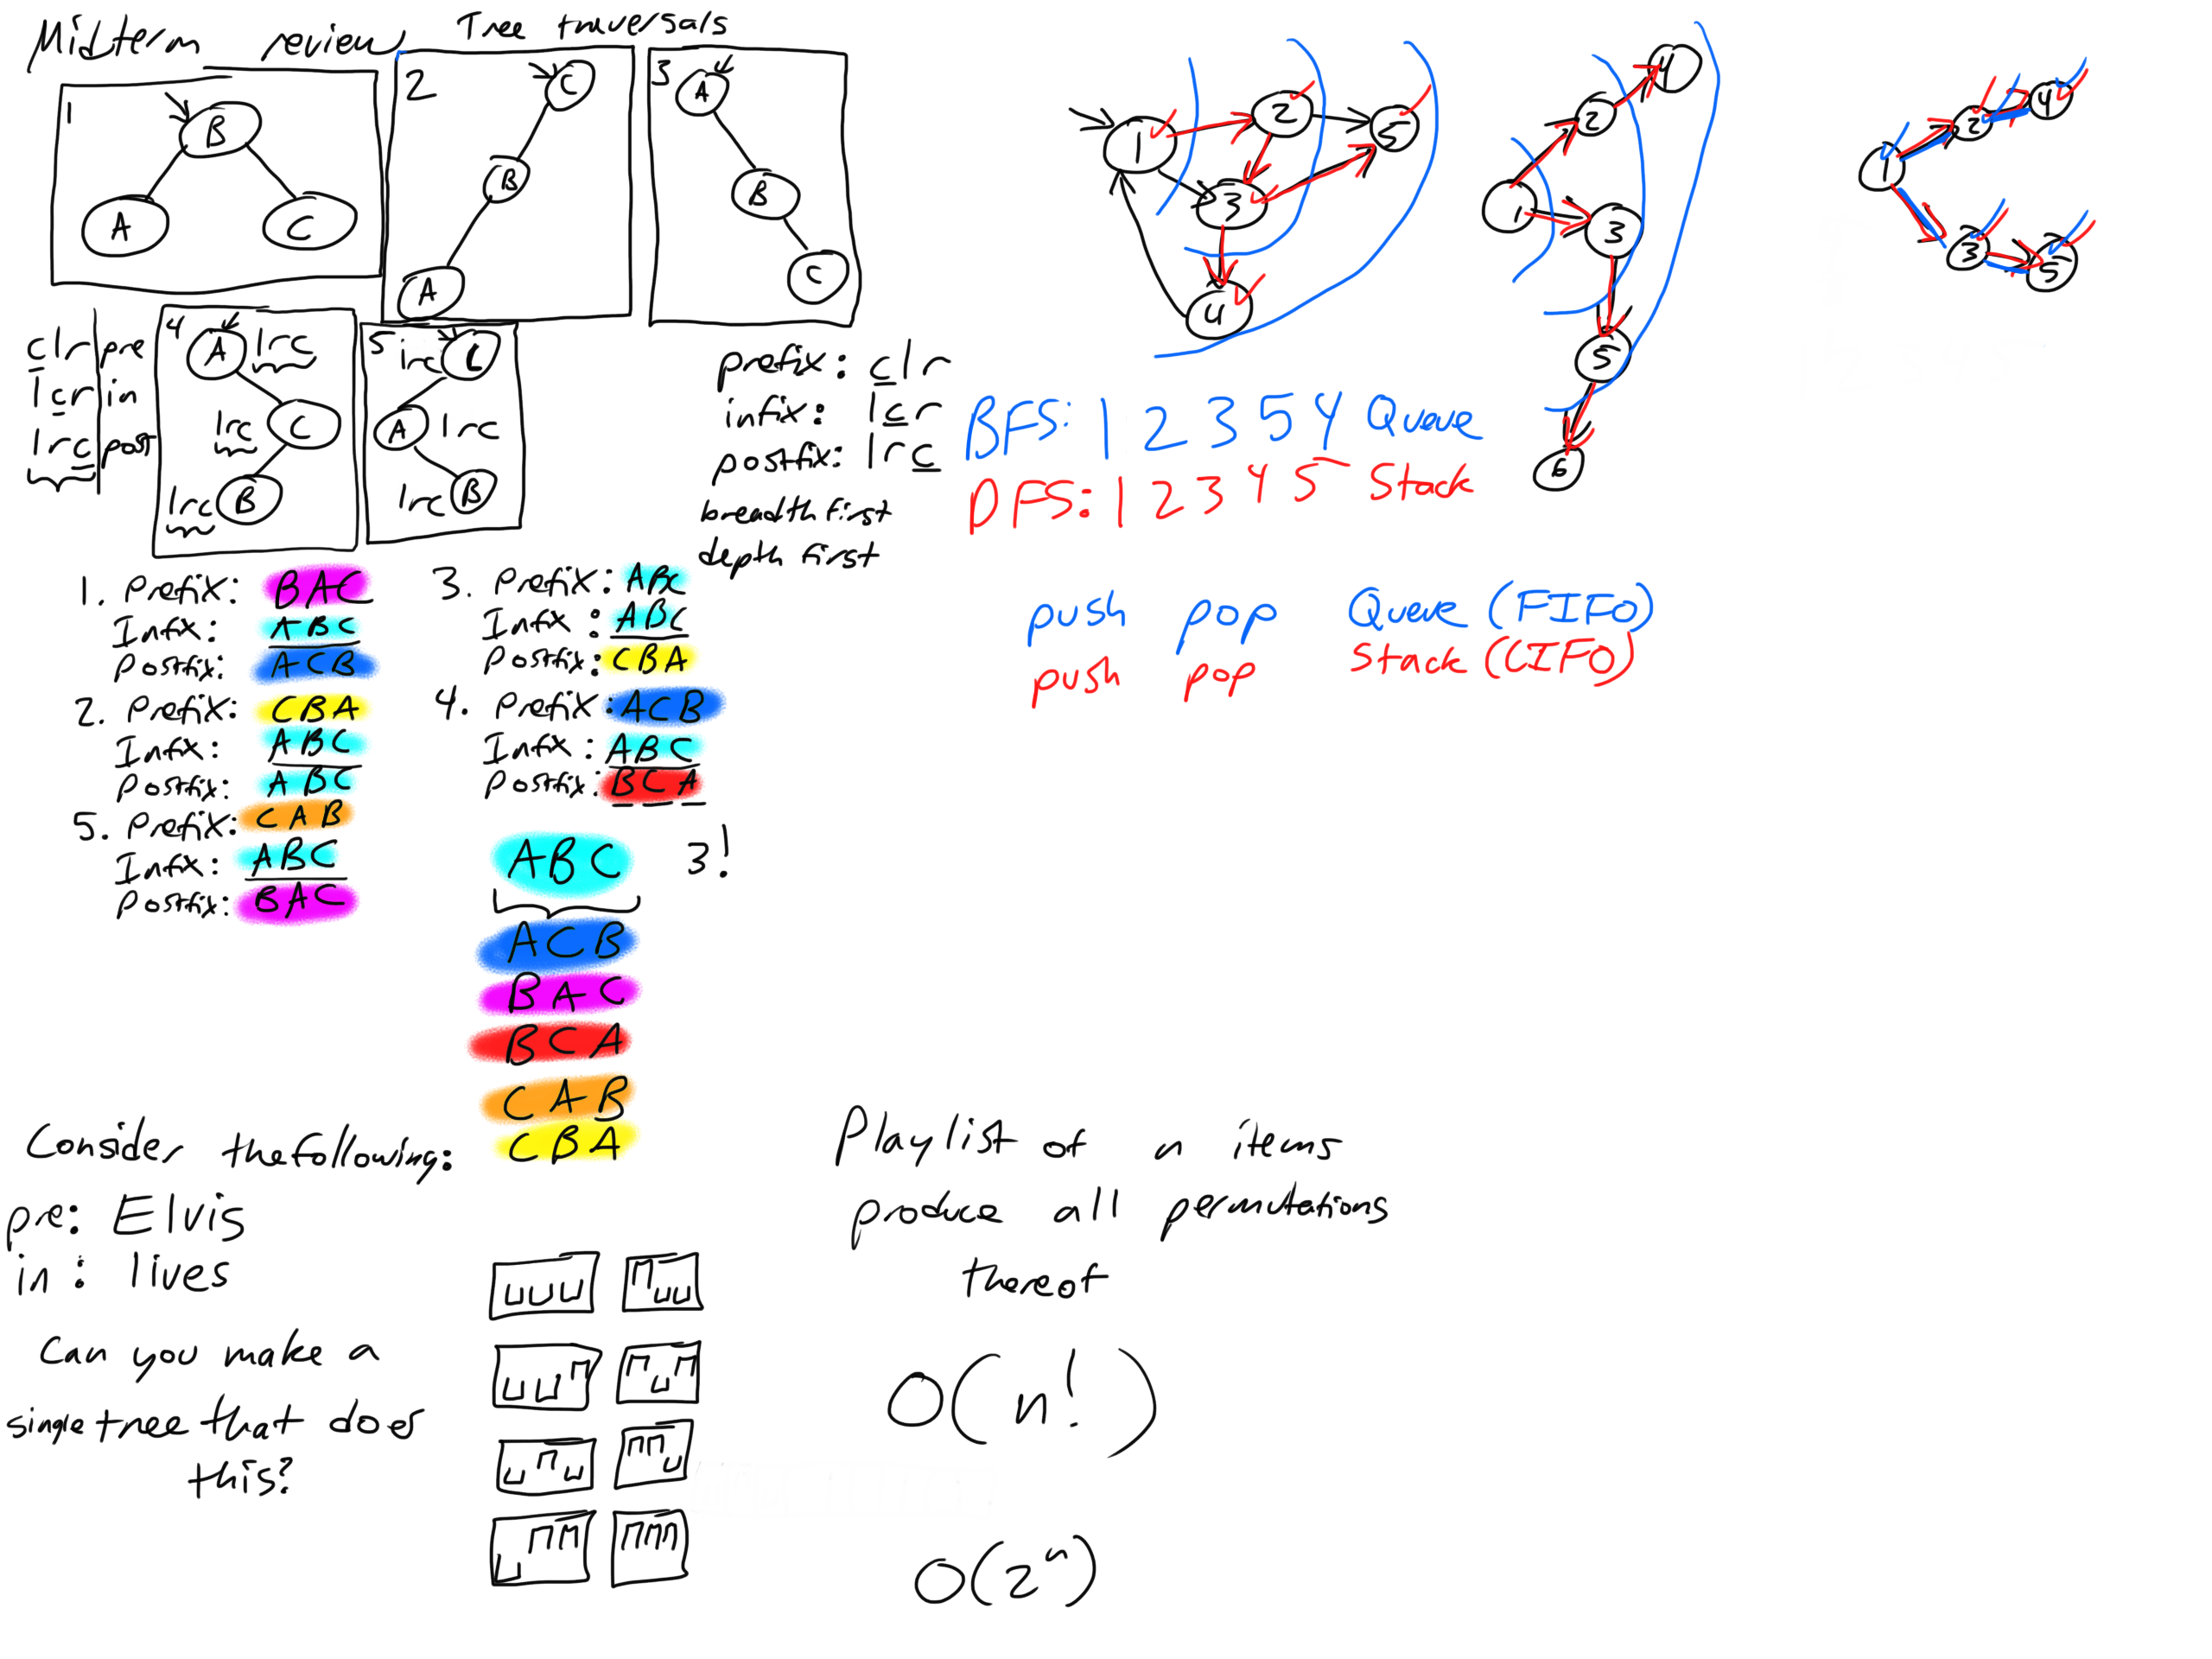 Midterm review
Tree traversals
1
B
A
C
2
C
B
A
3
A
B
C
clr pre
lcr in
lrc post
4
A lrc
lrc C
lrc B
5
lrc C
A lrc
lrc B
prefix: clr
infix: lcr
postfix: lrc
breadth first
depth first
1
2
3
4
5
BFS: 1 2 3 5 4 Queue
DFS: 1 2 3 4 5 Stack
1
2
3
4
5
6
1
2
3
4
5
push pop Queue (FIFO)
push pop Stack (LIFO)
1. Prefix: BAC
Infix: ABC
Postfix: ACB
2. Prefix: CBA
Infix: ABC
Postfix: ABC
5. Prefix: CAB
Infix: ABC
Postfix: BAC
3. Prefix: ABC
Infix: ABC
Postfix: CBA
4. Prefix: ACB
Infix: ABC
Postfix: BCA
ABC 3!
ACB
BAC
BCA
CAB
CBA
Consider the following:
pre: Elvis
in: lives
Can you make a
single tree that does
this?
Playlist of n items
produce all permutations
thereof
O(n!)
O(2ⁿ)